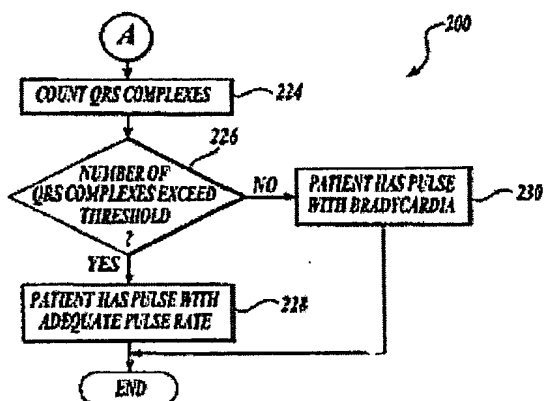 A
200
COUNT QRS COMPLEXES
224
226
NUMBER OF
QRS COMPLEXES EXCEED
THRESHOLD
?
NO
PATIENT HAS PULSE
WITH BRADYCARDIA
230
YES
PATIENT HAS PULSE WITH
ADEQUATE PULSE RATE
228
END